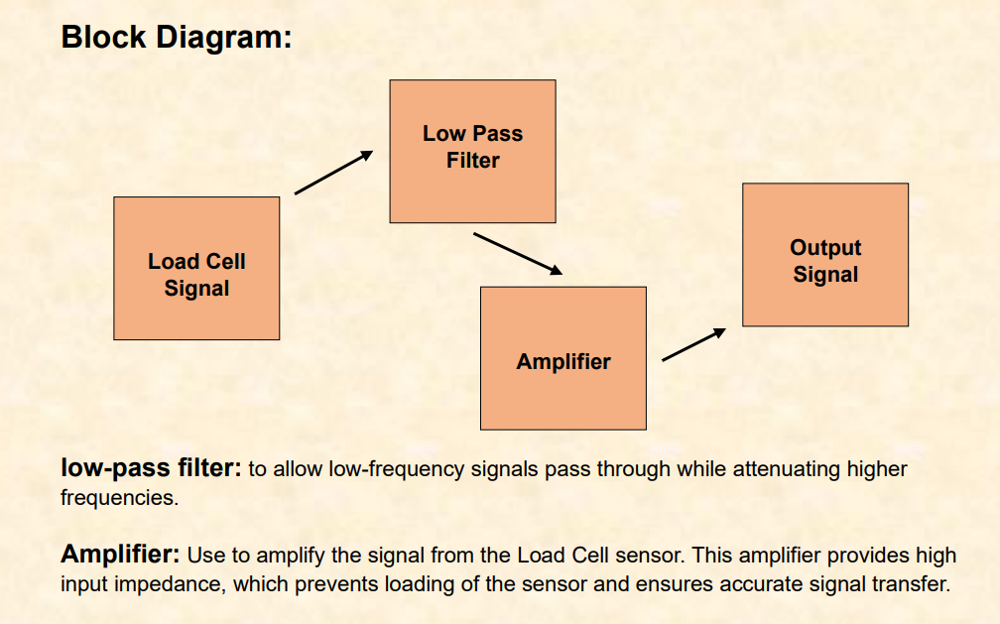 Block Diagram:
Low Pass
Filter
Load Cell
Signal
Output
Signal
Amplifier
low-pass filter: to allow low-frequency signals pass through while attenuating higher
frequencies.
Amplifier: Use to amplify the signal from the Load Cell sensor. This amplifier provides high
input impedance, which prevents loading of the sensor and ensures accurate signal transfer.